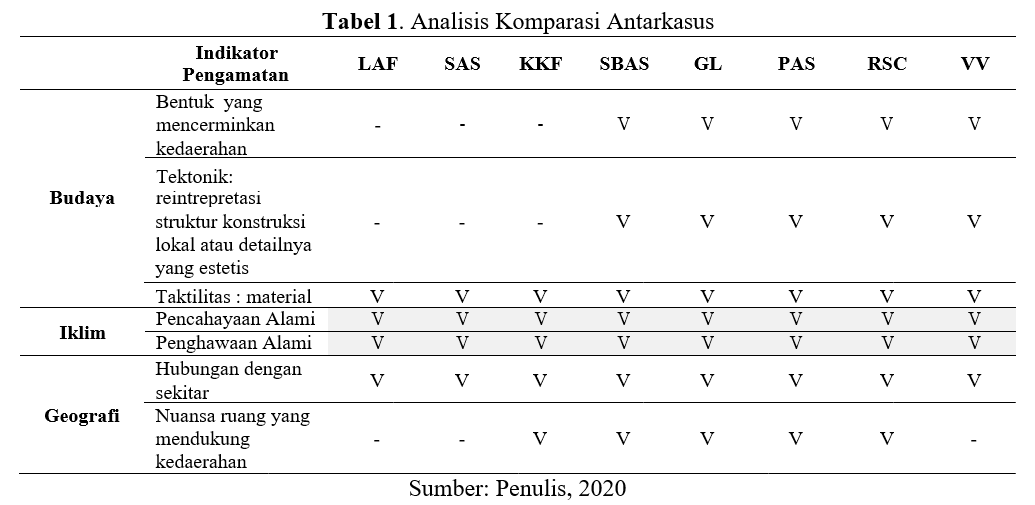 Tabel 1. Analisis Komparasi Antarkasus
Indikator
Pengamatan
LAF SAS KKF SBAS GL PAS RSC VV
Budaya
Bentuk yang
mencerminkan
kedaerahan
- - - V V V V V
Tektonik:
reintrepretasi
struktur konstruksi
lokal atau detailnya
yang estetis
- - - V V V V V
Taktilitas : material V V V V V V V V
Iklim
Pencahayaan Alami V V V V V V V V
Penghawaan Alami V V V V V V V V
Geografi
Hubungan dengan
sekitar
V V V V V V V V
Nuansa ruang yang
mendukung
kedaerahan
- - V V V V V -
Sumber: Penulis, 2020